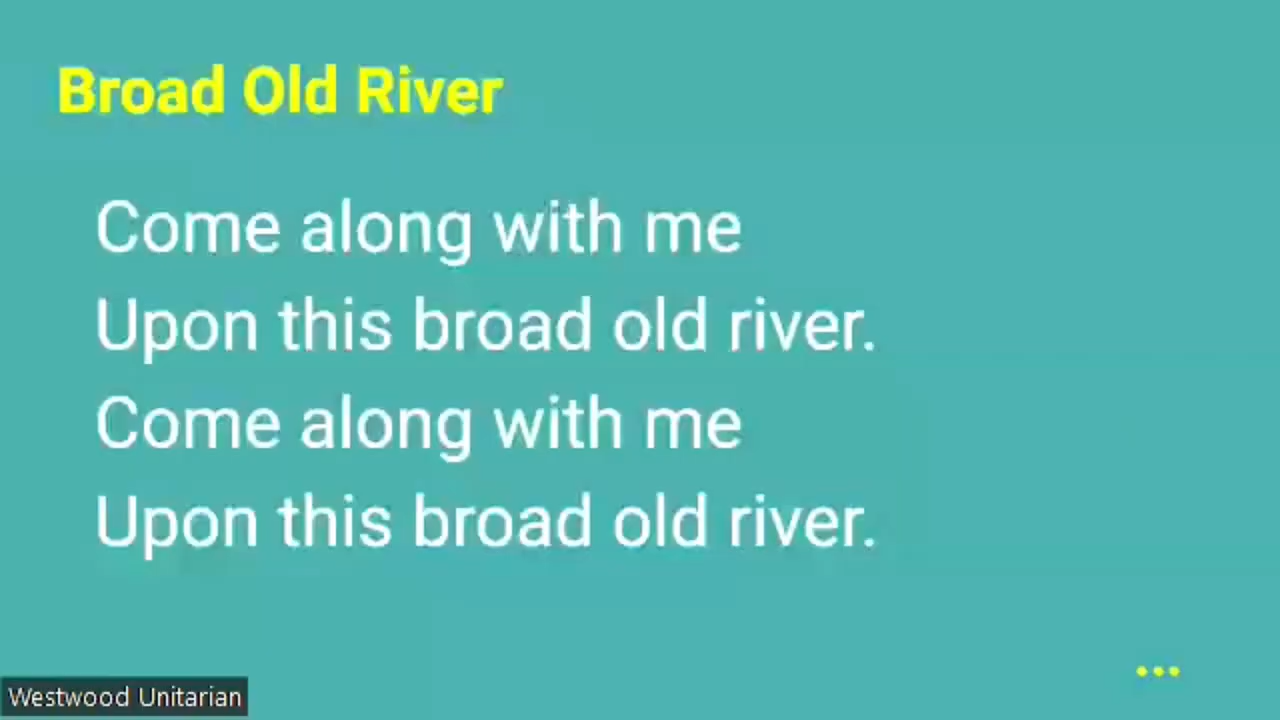 Broad Old River
Come along with me
Upon this broad old river.
Come along with me
Upon this broad old river.
...
Westwood Unitarian